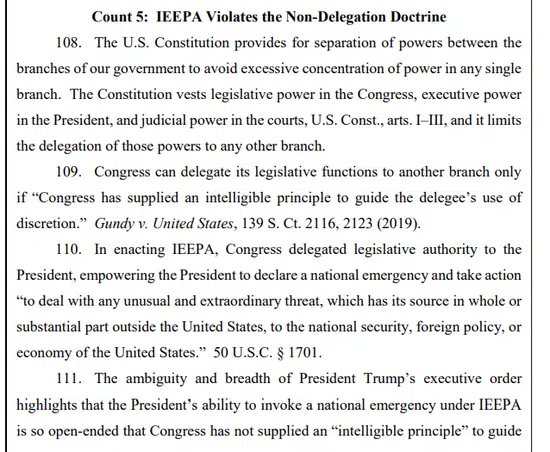 Count 5: IEEPA Violates the Non-Delegation Doctrine
108. The U.S. Constitution provides for separation of powers between the
branches of our government to avoid excessive concentration of power in any single
branch. The Constitution vests legislative power in the Congress, executive power
in the President, and judicial power in the courts, U.S. Const., arts. I–III, and it limits
the delegation of those powers to any other branch.
109. Congress can delegate its legislative functions to another branch only
if “Congress has supplied an intelligible principle to guide the delegee’s use of
discretion.” Gundy v. United States, 139 S. Ct. 2116, 2123 (2019).
110. In enacting IEEPA, Congress delegated legislative authority to the
President, empowering the President to declare a national emergency and take action
“to deal with any unusual and extraordinary threat, which has its source in whole or
substantial part outside the United States, to the national security, foreign policy, or
economy of the United States.” 50 U.S.C. § 1701.
111. The ambiguity and breadth of President Trump’s executive order
highlights that the President’s ability to invoke a national emergency under IEEPA
is so open-ended that Congress has not supplied an “intelligible principle” to guide